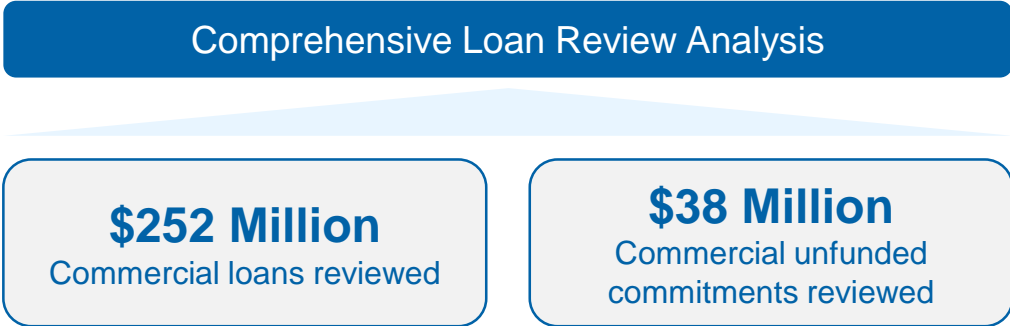 Comprehensive Loan Review Analysis
$252 Million
Commercial loans reviewed
$38 Million
Commercial unfunded
commitments reviewed